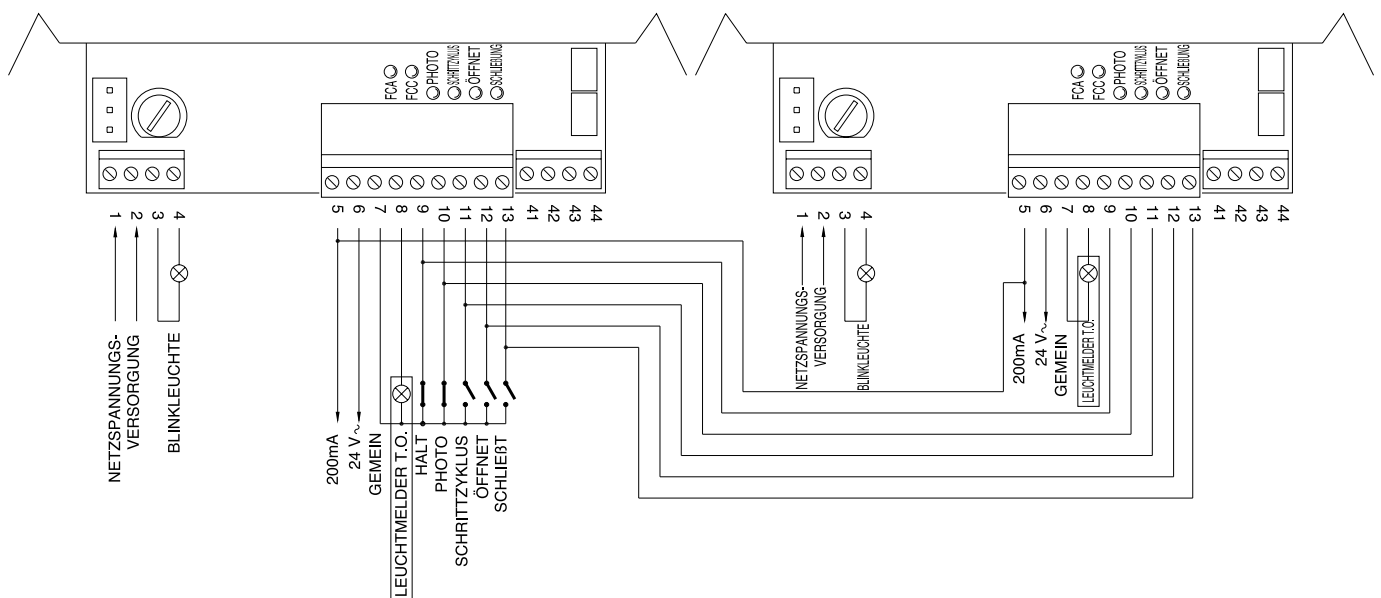 FCA
FCC
PHOTO
SCHRITTZYKLUS
ÖFFNET
SCHLIEßUNG
1
2
3
4
5
6
7
8
9
10
11
12
13
41
42
43
44
NETZSPANNUNGS-
VERSORGUNG
BLINKLEUCHTE
200mA
24 V~
GEMEIN
LEUCHTMELDER T.O.
HALT
PHOTO
SCHRITTZYKLUS
ÖFFNET
SCHLIEßT
FCA
FCC
PHOTO
SCHRITTZYKLUS
ÖFFNET
SCHLIEßUNG
1
2
3
4
5
6
7
8
9
10
11
12
13
41
42
43
44
NETZSPANNUNGS-
VERSORGUNG
BLINKLEUCHTE
200mA
24 V~
GEMEIN
LEUCHTMELDER T.O.